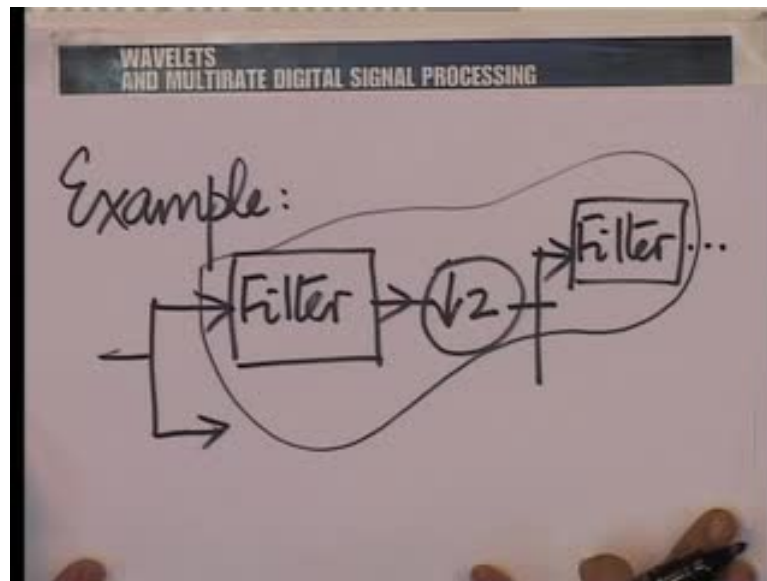 WAVELETS
AND MULTIRATE DIGITAL SIGNAL PROCESSING
Example:
Filter
↓2
Filter...